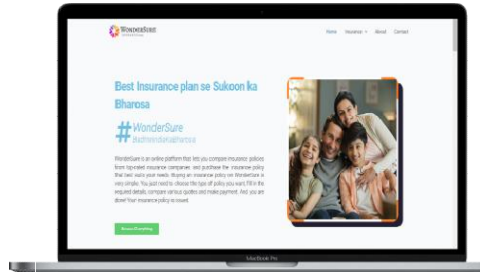 WONDERSURE
Home Insurance About Contact
Best Insurance plan se Sukoon ka
Bharosa
#WonderSure
WonderSure is an online platform that lets you compare insurance policies
from top-rated insurance companies and purchase the insurance policy
that best suits your needs. Buying an insurance policy on WonderSure is
very simple. You just need to choose the type of policy you want, fill in the
required details, compare various quotes and make payment. And you are
done! Your insurance policy is issued.
MacBook Pro